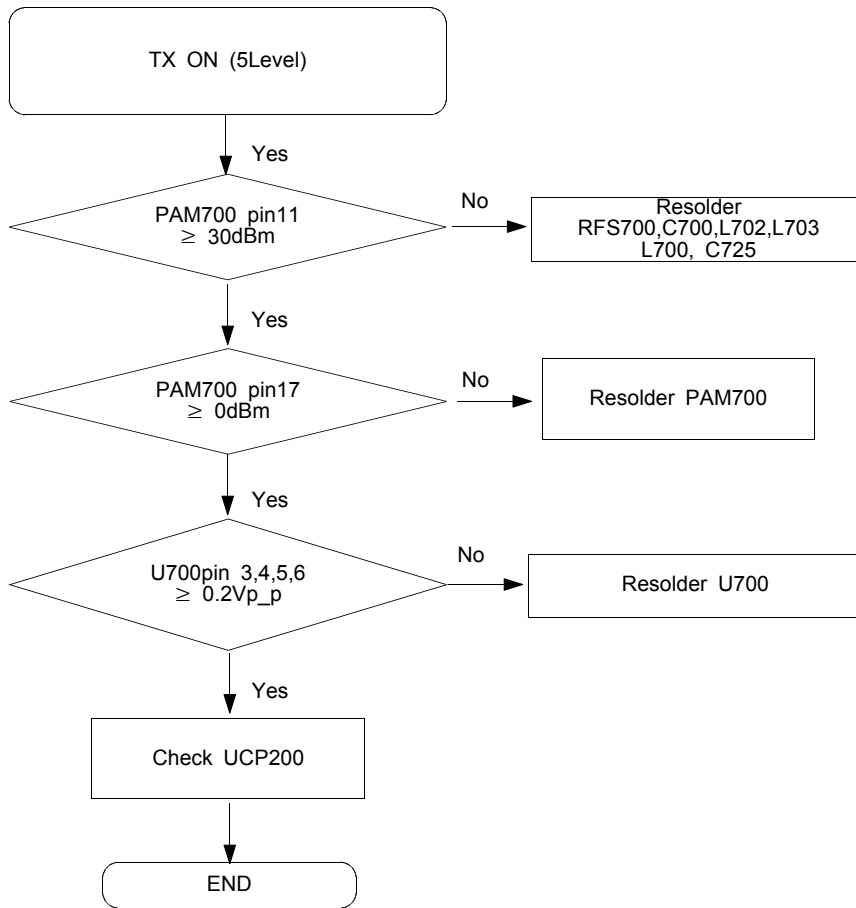 TX ON (5Level)
Yes
PAM700 pin11
≥ 30dBm
No
Resolder
RFS700,C700,L702,L703
L700, C725
Yes
PAM700 pin17
≥ 0dBm
No
Resolder PAM700
Yes
U700pin 3,4,5,6
≥ 0.2Vp_p
No
Resolder U700
Yes
Check UCP200
END